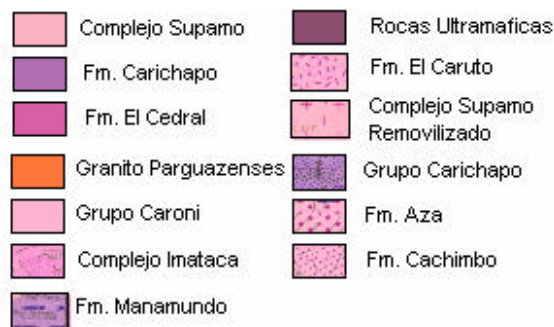 Complejo Supamo
Fm. Carichapo
Fm. El Cedral
Granito Parguazenses
Grupo Caroni
Complejo Imataca
Fm. Manamundo
Rocas Ultramaficas
Fm. El Caruto
Complejo Supamo
Removilizado
Grupo Carichapo
Fm. Aza
Fm. Cachimbo